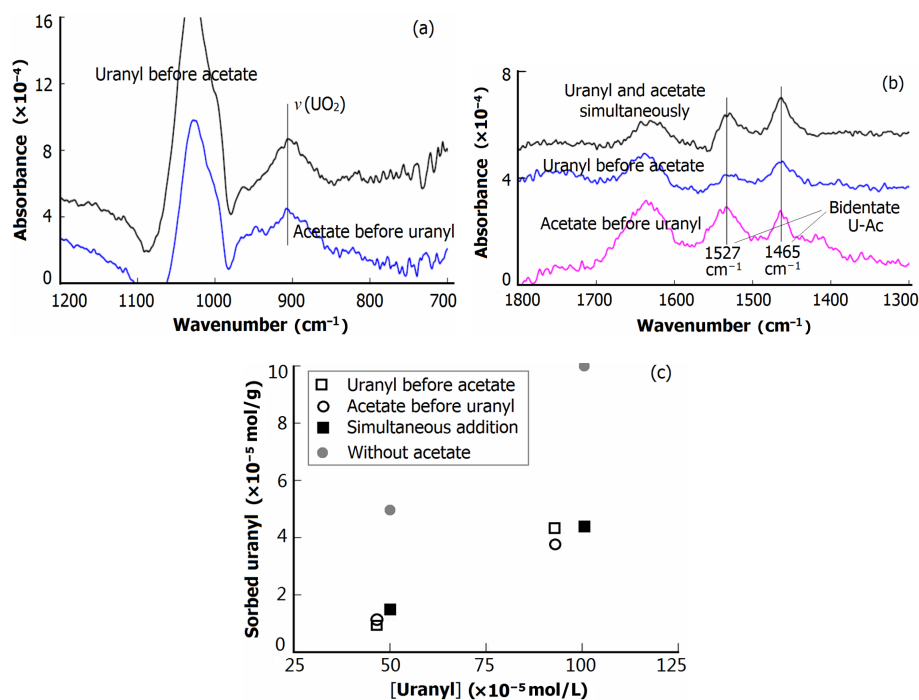 (a)
16
12
8
4
0
Absorbance (×10⁻⁴)
Uranyl before acetate
ν(UO₂)
Acetate before uranyl
1200 1100 1000 900 800 700
Wavenumber (cm⁻¹)
(b)
8
4
0
Absorbance (×10⁻⁴)
Uranyl and acetate
simultaneously
Uranyl before acetate
Acetate before uranyl
Bidentate
U-Ac
1527
cm⁻¹
1465
cm⁻¹
1800 1700 1600 1500 1400 1300
Wavenumber (cm⁻¹)
(c)
10
8
6
4
2
0
Sorbed uranyl (×10⁻⁵ mol/g)
Uranyl before acetate
Acetate before uranyl
Simultaneous addition
Without acetate
25 50 75 100 125
[Uranyl] (×10⁻⁵ mol/L)